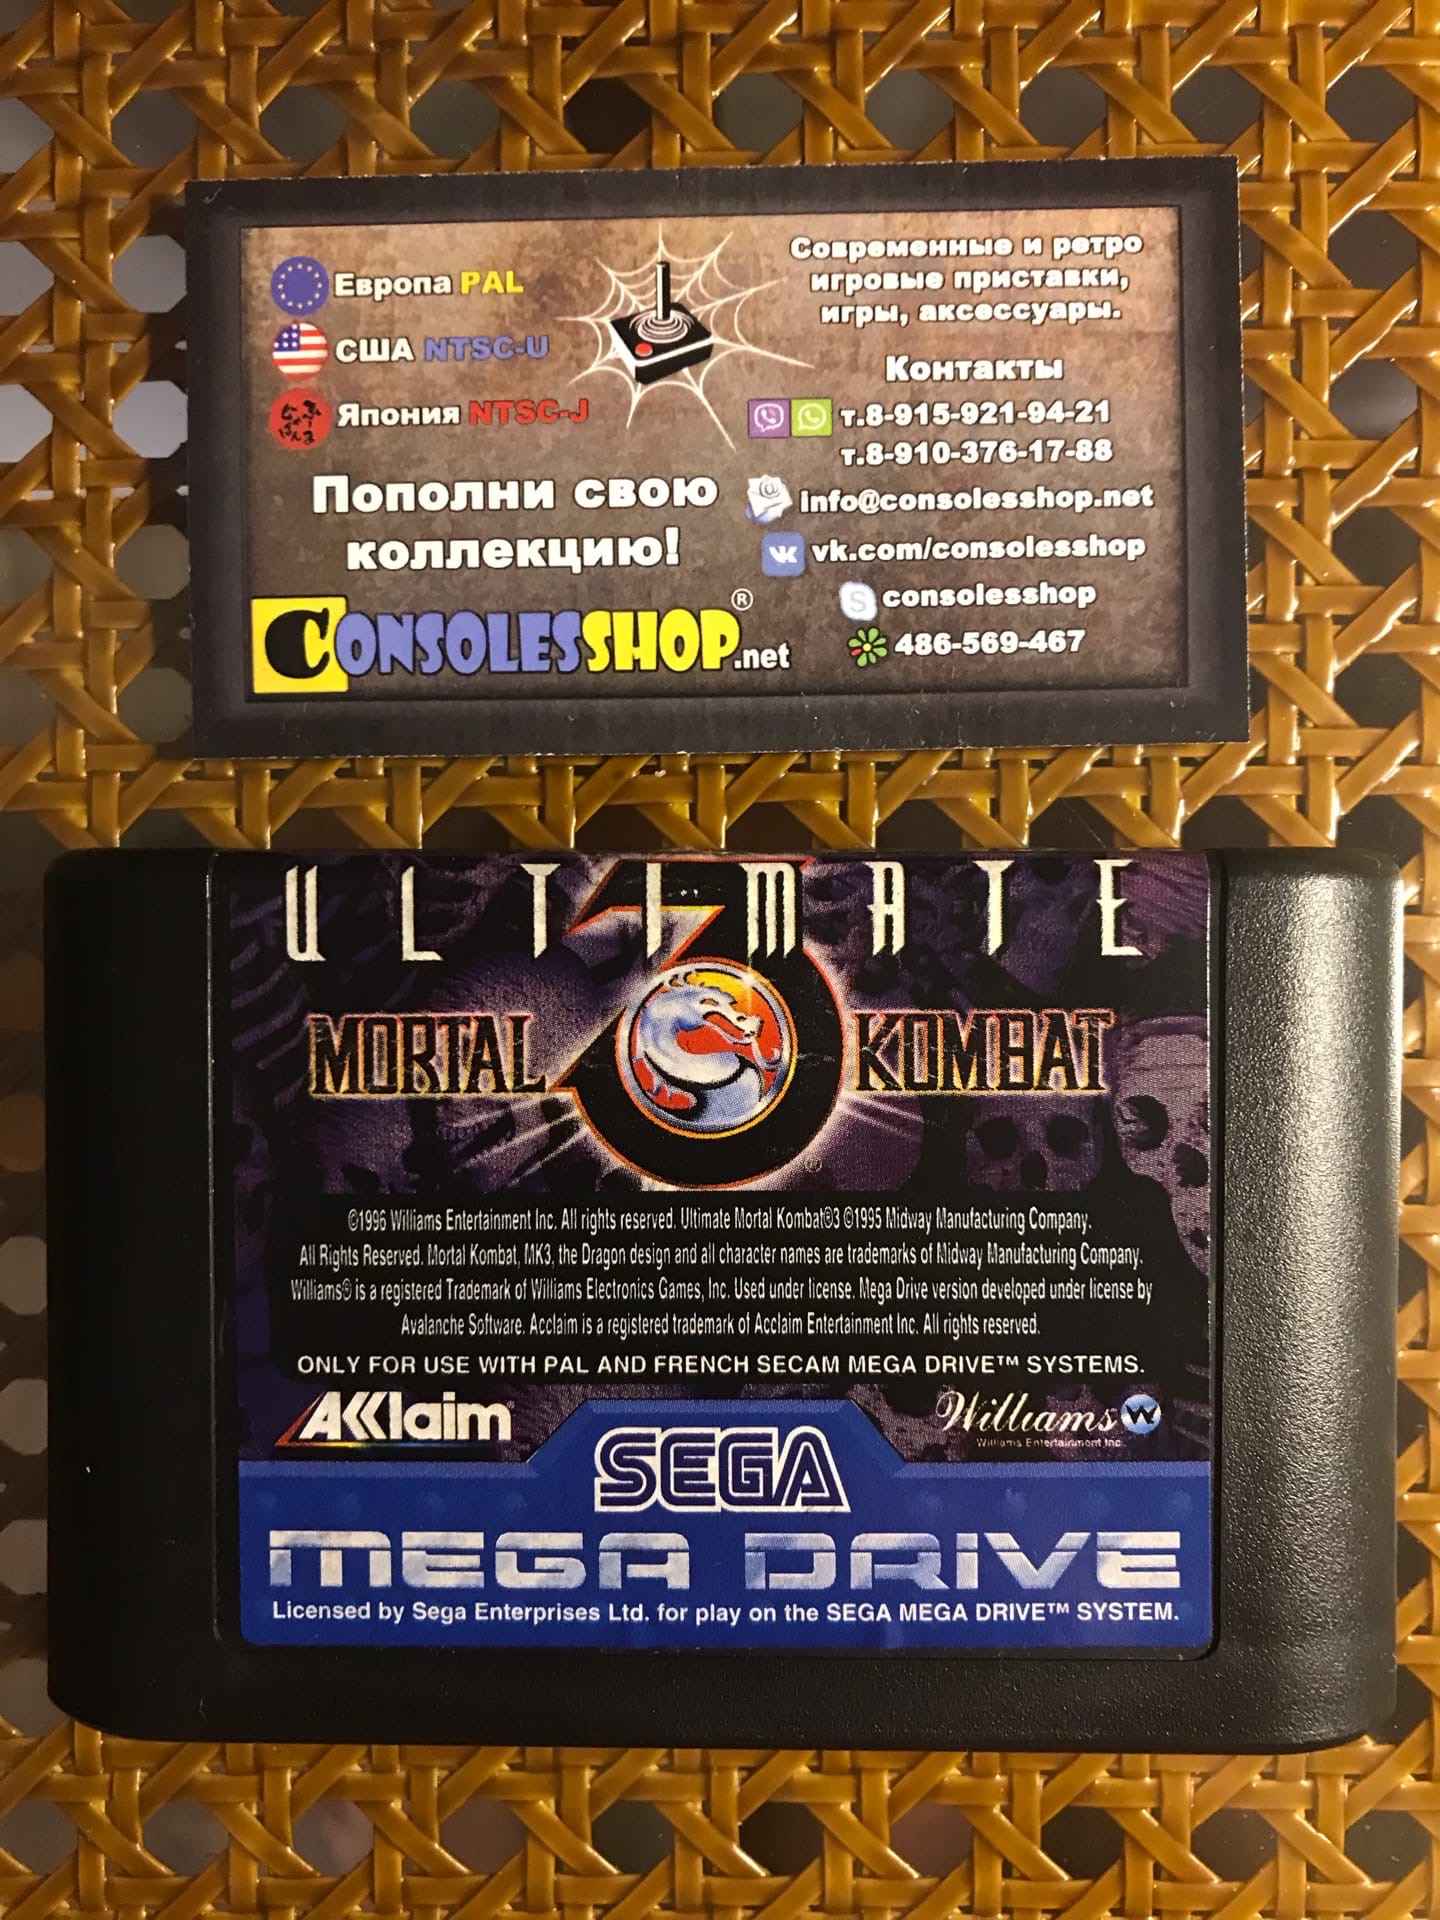 Европа PAL
США NTSC-U
Япония NTSC-J
Пополни свою
коллекцию!
CONSOLESSHOP.net
®
Современные и ретро
игровые приставки,
игры, аксессуары.
Контакты
т.8-915-921-94-21
т.8-910-376-17-88
info@consolesshop.net
vk.com/consolesshop
consolesshop
486-569-467
ULTIMATE
MORTAL 3 KOMBAT
®
©1996 Williams Entertainment Inc. All rights reserved. Ultimate Mortal Kombat®3 ©1995 Midway Manufacturing Company.
All Rights Reserved. Mortal Kombat, MK3, the Dragon design and all character names are trademarks of Midway Manufacturing Company.
Williams® is a registered Trademark of Williams Electronics Games, Inc. Used under license. Mega Drive version developed under license by
Avalanche Software. Acclaim is a registered trademark of Acclaim Entertainment Inc. All rights reserved.
ONLY FOR USE WITH PAL AND FRENCH SECAM MEGA DRIVE™ SYSTEMS.
AKKlaim
Williams W
Williams Entertainment Inc.
SEGA
MEGA DRIVE
Licensed by Sega Enterprises Ltd. for play on the SEGA MEGA DRIVE™ SYSTEM.